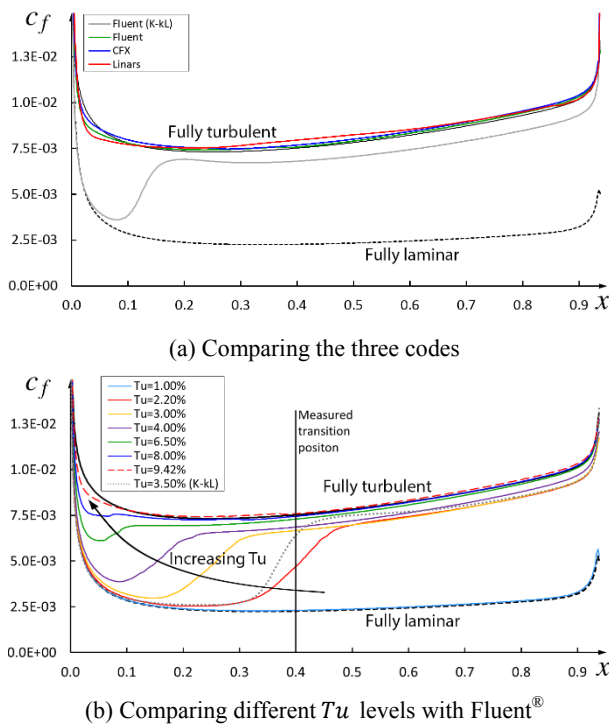 c_f
Fluent (K-kL)
Fluent
CFX
Linars
1.3E-02
1.0E-02
7.5E-03
5.0E-03
2.5E-03
0.0E+00
Fully turbulent
Fully laminar
0.0 0.1 0.2 0.3 0.4 0.5 0.6 0.7 0.8 0.9 x
(a) Comparing the three codes
c_f
Tu=1.00%
Tu=2.20%
Tu=3.00%
Tu=4.00%
Tu=6.50%
Tu=8.00%
Tu=9.42%
Tu=3.50% (K-kL)
Measured
transition
positon
1.3E-02
1.0E-02
7.5E-03
5.0E-03
2.5E-03
0.0E+00
Fully turbulent
Increasing Tu
Fully laminar
0.0 0.1 0.2 0.3 0.4 0.5 0.6 0.7 0.8 0.9 x
(b) Comparing different Tu levels with Fluent®